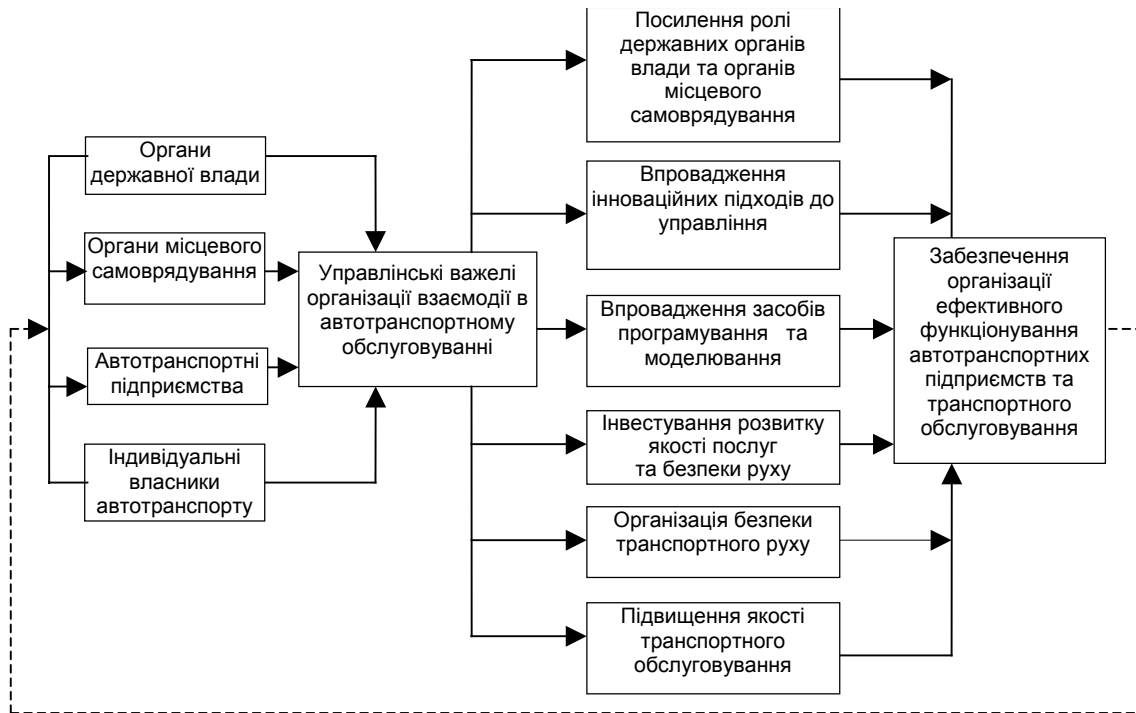 Органи
державної влади
Органи місцевого
самоврядування
Автотранспортні
підприємства
Індивідуальні
власники
автотранспорту
Управлінські важелі
організації взаємодії в
автотранспортному
обслуговуванні
Посилення ролі
державних органів
влади та органів
місцевого
самоврядування
Впровадження
інноваційних підходів до
управління
Впровадження засобів
програмування та
моделювання
Інвестування розвитку
якості послуг
та безпеки руху
Організація безпеки
транспортного руху
Підвищення якості
транспортного
обслуговування
Забезпечення
організації
ефективного
функціонування
автотранспортних
підприємств та
транспортного
обслуговування